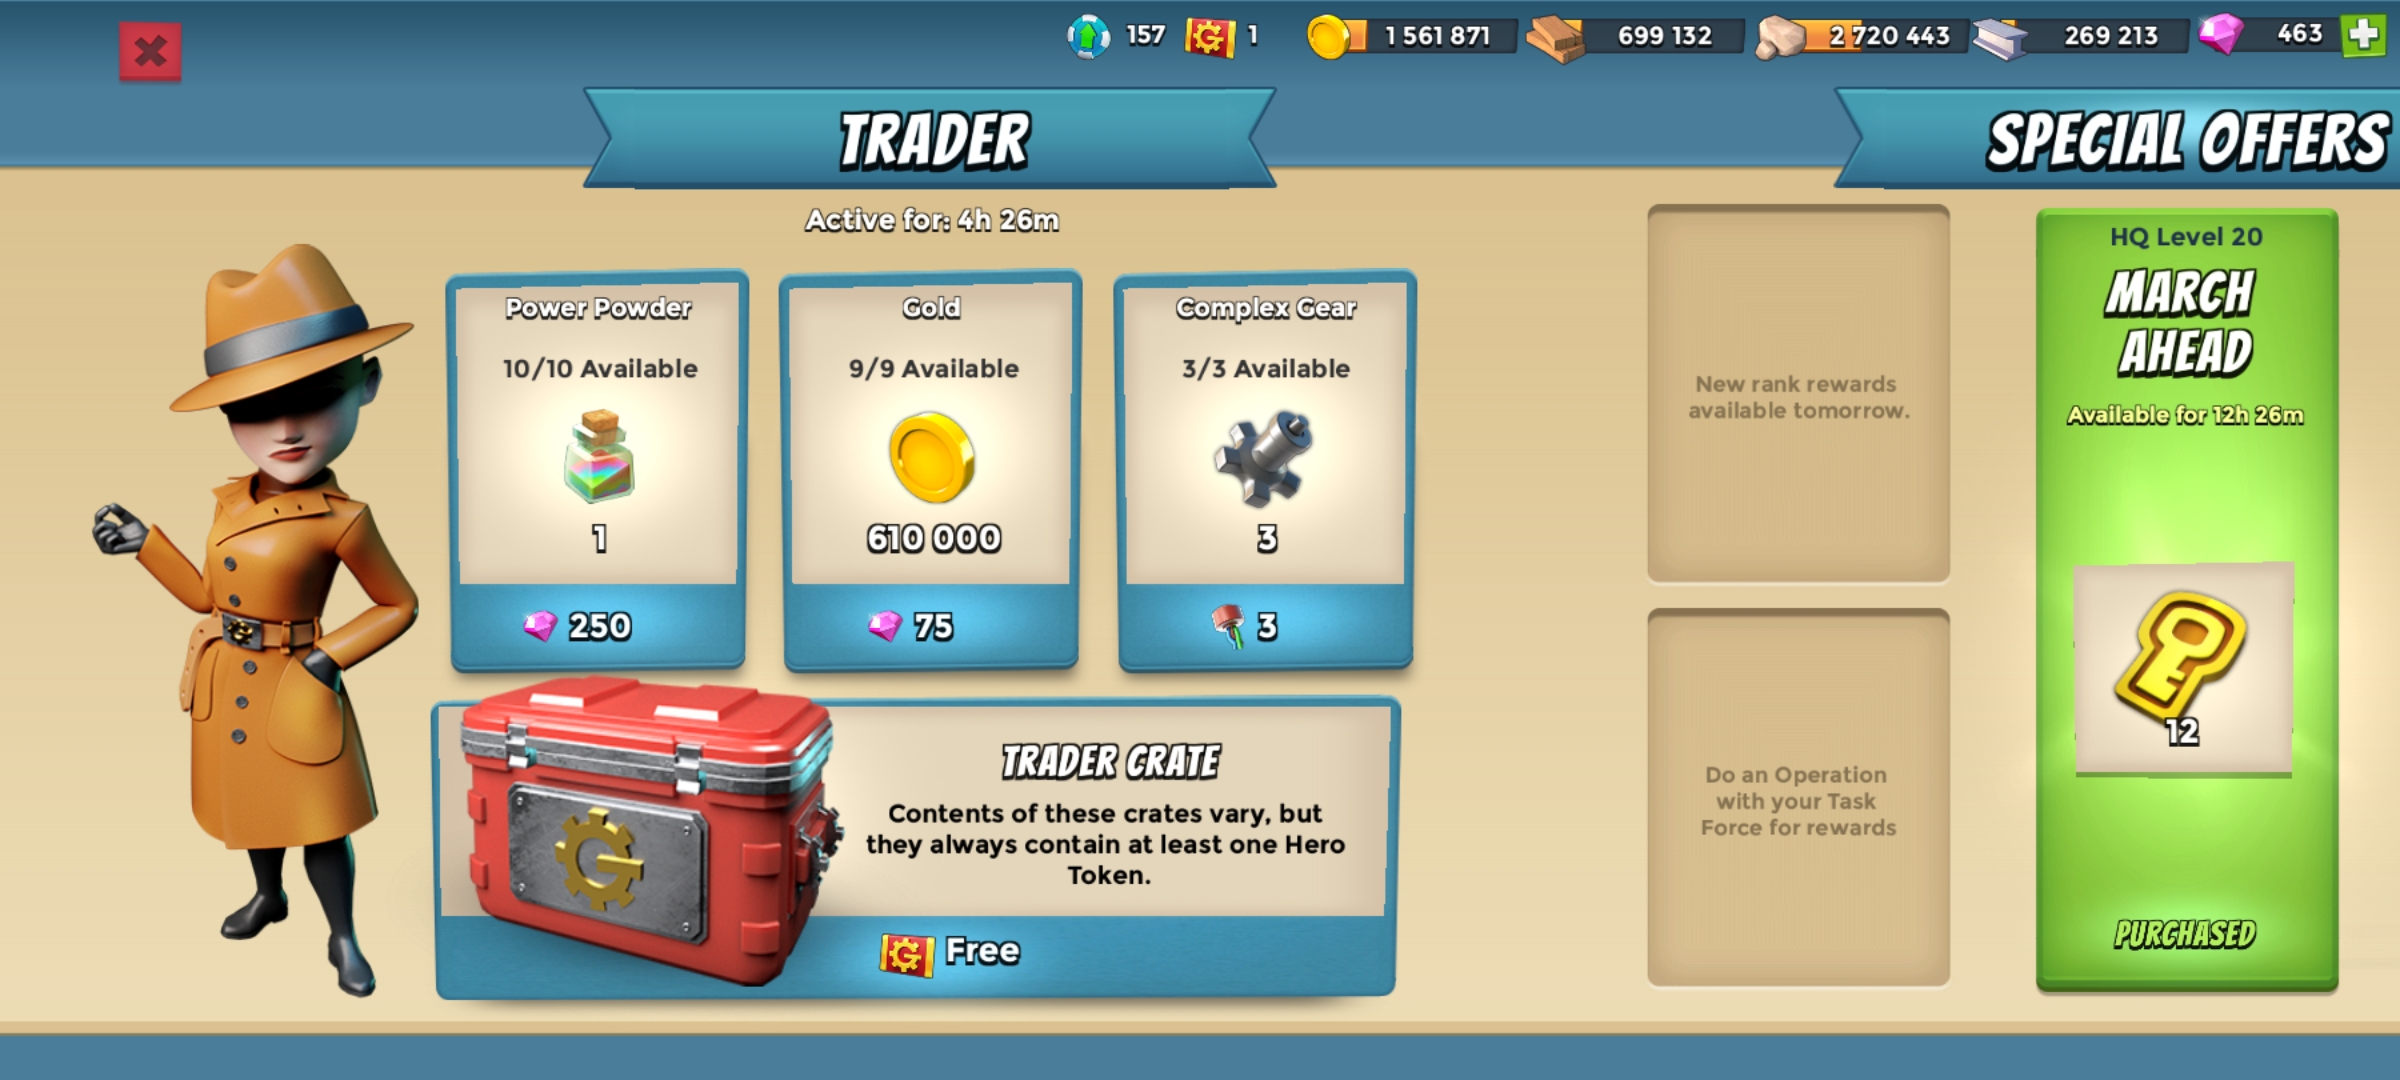 157
1
1 561 871
699 132
2 720 443
269 213
463
TRADER
Active for: 4h 26m
Power Powder
10/10 Available
1
250
Gold
9/9 Available
610 000
75
Complex Gear
3/3 Available
3
3
TRADER CRATE
Contents of these crates vary, but
they always contain at least one Hero
Token.
Free
SPECIAL OFFERS
New rank rewards
available tomorrow.
Do an Operation
with your Task
Force for rewards
HQ Level 20
MARCH
AHEAD
Available for 12h 26m
12
PURCHASED